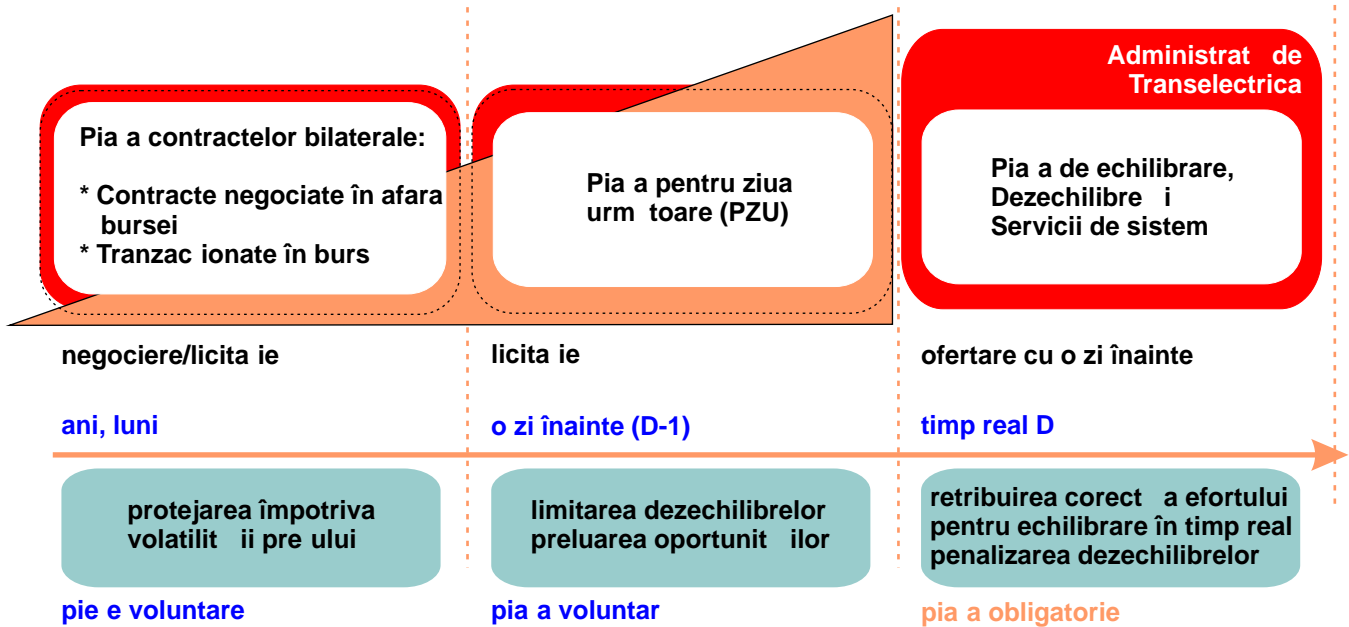 Administrat de
Transelectrica
Pia a contractelor bilaterale:
* Contracte negociate în afara
bursei
* Tranzac ionate în burs
Pia a pentru ziua
urm toare (PZU)
Pia a de echilibrare,
Dezechilibre i
Servicii de sistem
negociere/licita ie
licita ie
ofertare cu o zi înainte
ani, luni
o zi înainte (D-1)
timp real D
protejarea împotriva
volatilit ii pre ului
limitarea dezechilibrelor
preluarea oportunit ilor
retribuirea corect a efortului
pentru echilibrare în timp real
penalizarea dezechilibrelor
pie e voluntare
pia a voluntar
pia a obligatorie